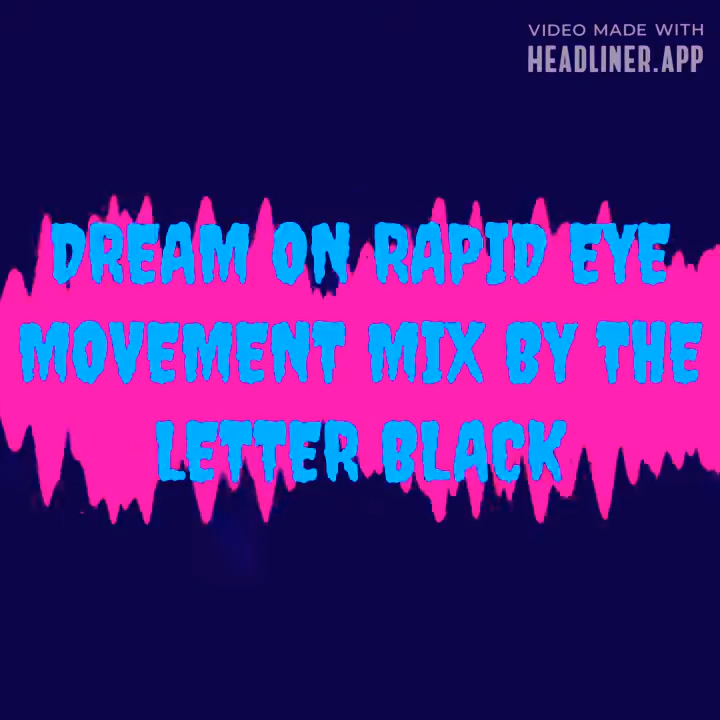 VIDEO MADE WITH
HEADLINER.APP
DREAM ON RAPID EYE
MOVEMENT MIX BY THE
LETTER BLACK